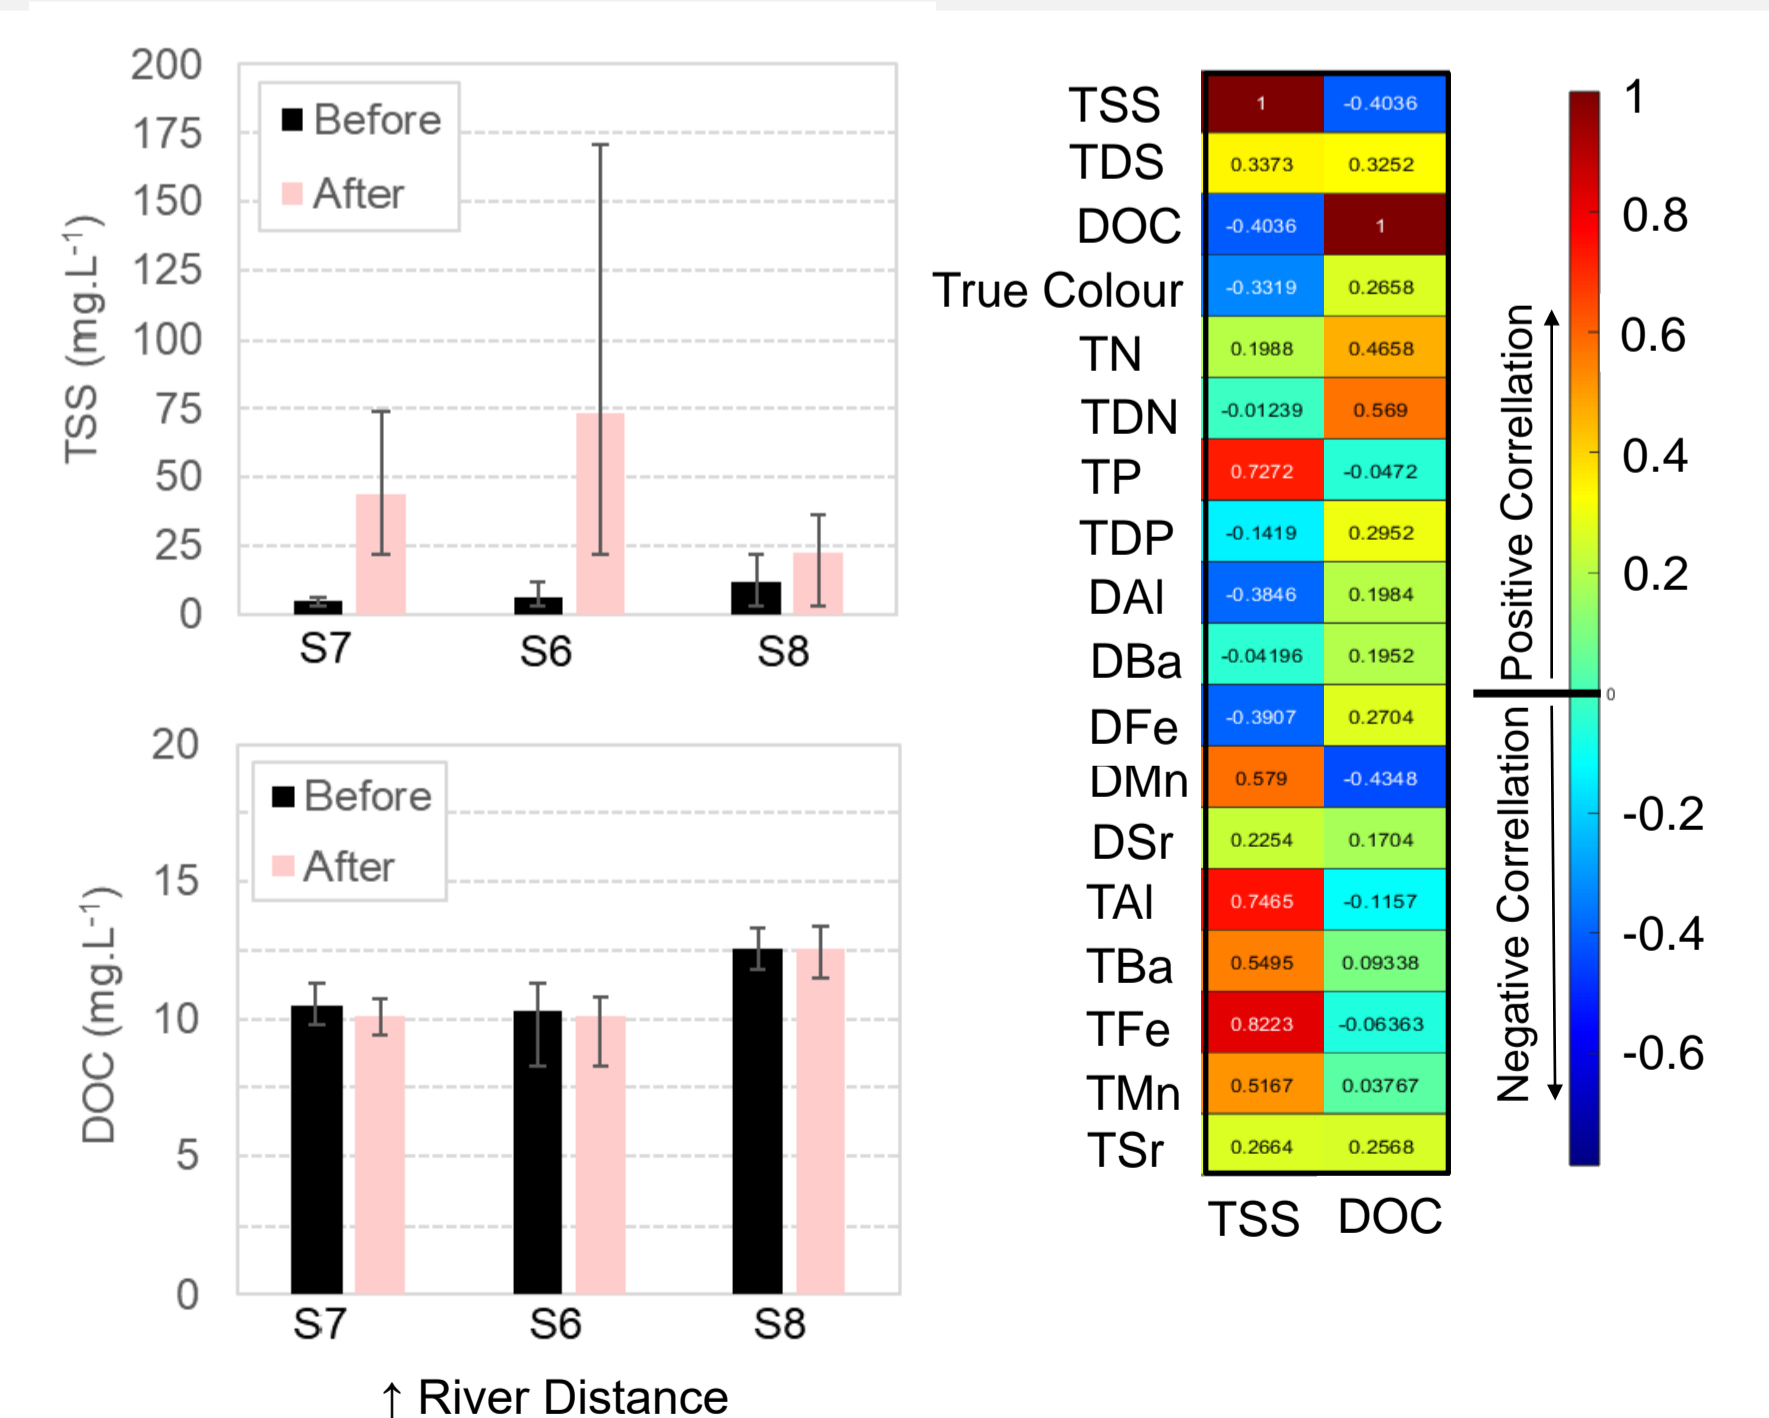 200
175
150
125
100
75
50
25
0
TSS (mg.L-1)
Before
After
S7 S6 S8
20
15
10
5
0
DOC (mg.L-1)
Before
After
S7 S6 S8
↑ River Distance
TSS 1 -0.4036
TDS 0.3373 0.3252
DOC -0.4036 1
True Colour -0.3319 0.2658
TN 0.1988 0.4658
TDN -0.01239 0.569
TP 0.7272 -0.0472
TDP -0.1419 0.2952
DAl -0.3846 0.1984
DBa -0.04196 0.1952
DFe -0.3907 0.2704
DMn 0.579 -0.4348
DSr 0.2254 0.1704
TAl 0.7465 -0.1157
TBa 0.5495 0.09338
TFe 0.8223 -0.06363
TMn 0.5167 0.03767
TSr 0.2664 0.2568
TSS DOC
Positive Correllation
Negative Correllation
1
0.8
0.6
0.4
0.2
0
-0.2
-0.4
-0.6